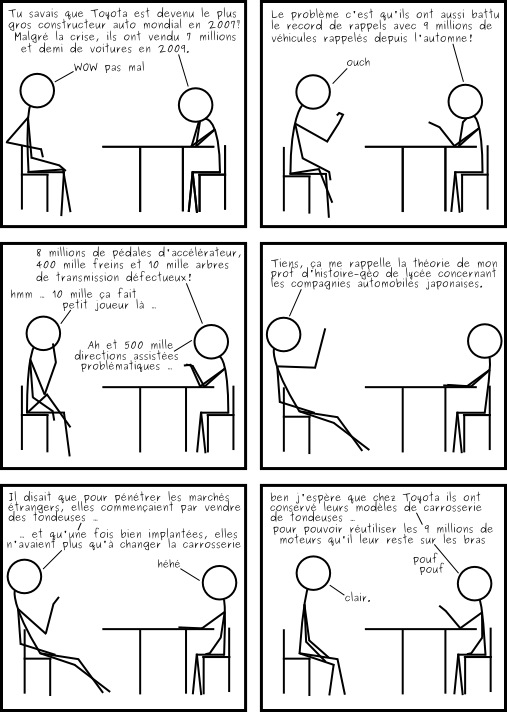 Tu savais que Toyota est devenu le plus
gros constructeur auto mondial en 2007?
Malgré la crise, ils ont vendu 7 millions
et demi de voitures en 2009.
WOW pas mal
Le problème c'est qu'ils ont aussi battu
le record de rappels avec 9 millions de
véhicules rappelés depuis l'automne!
ouch
8 millions de pédales d'accélérateur,
400 mille freins et 10 mille arbres
de transmission défectueux!
hmm .. 10 mille ça fait
petit joueur là ..
Ah et 500 mille
directions assistées
problématiques ..
Tiens, ça me rappelle la théorie de mon
prof d'histoire-géo de lycée concernant
les compagnies automobiles japonaises.
Il disait que pour pénétrer les marchés
étrangers, elles commençaient par vendre
des tondeuses ..
.. et qu'une fois bien implantées, elles
n'avaient plus qu'à changer la carrosserie
héhé
ben j'espère que chez Toyota ils ont
conservé leurs modèles de carrosserie
de tondeuses ..
pour pouvoir réutiliser les 9 millions de
moteurs qu'il leur reste sur les bras
pouf
pouf
clair.